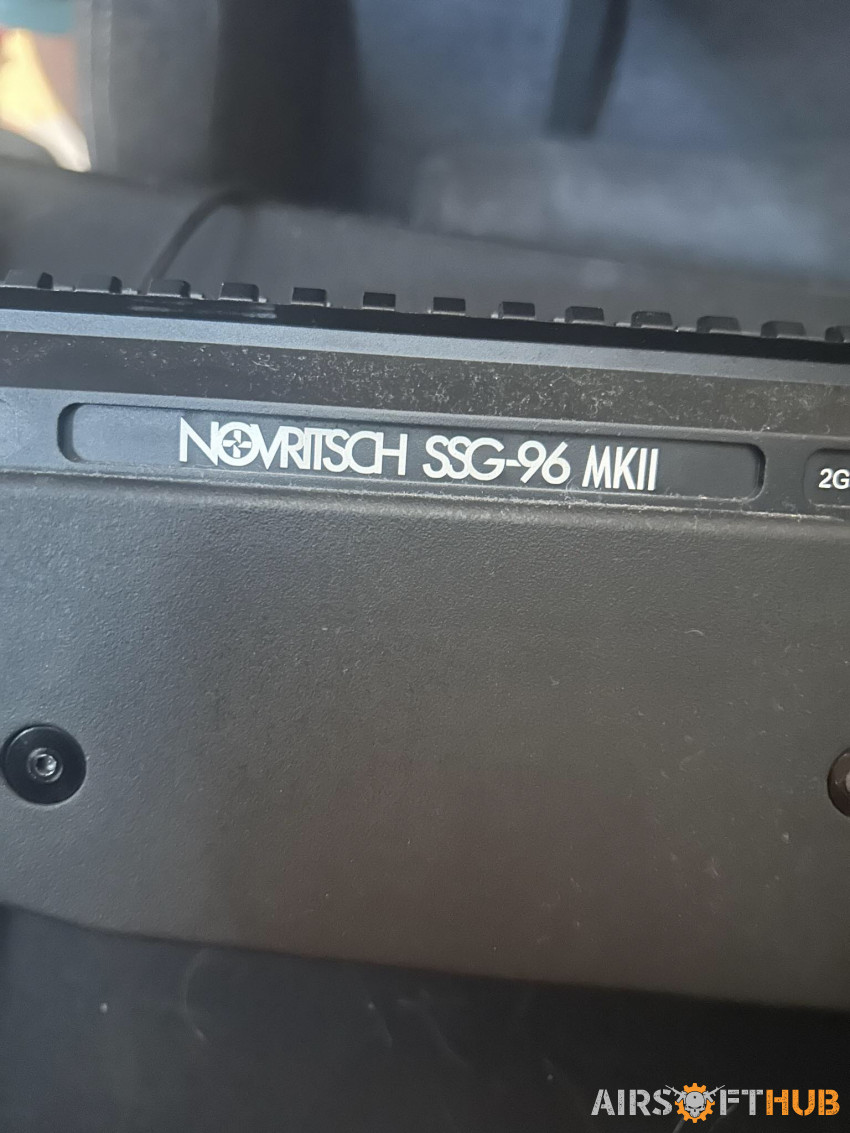 NOVRITSCH SSG-96 MKII
2G
AIRSOFTHUB